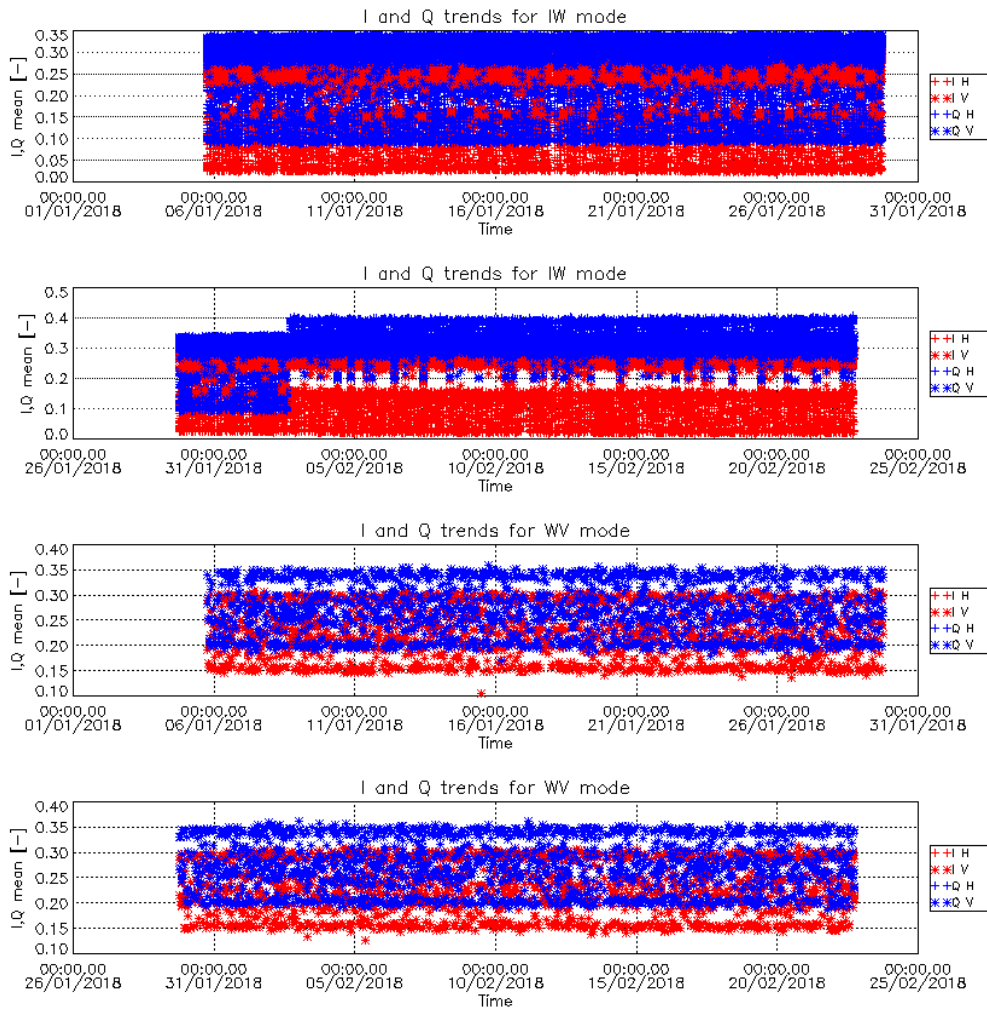 I and Q trends for IW mode
I,Q mean [-]
0.35
0.30
0.25
0.20
0.15
0.10
0.05
0.00
00:00.00 00:00.00 00:00.00 00:00.00 00:00.00 00:00.00 00:00.00
01/01/2018 06/01/2018 11/01/2018 16/01/2018 21/01/2018 26/01/2018 31/01/2018
Time
I H
I V
Q H
Q V
I and Q trends for IW mode
I,Q mean [-]
0.5
0.4
0.3
0.2
0.1
0.0
00:00.00 00:00.00 00:00.00 00:00.00 00:00.00 00:00.00 00:00.00
26/01/2018 31/01/2018 05/02/2018 10/02/2018 15/02/2018 20/02/2018 25/02/2018
Time
I H
I V
Q H
Q V
I and Q trends for WV mode
I,Q mean [-]
0.40
0.35
0.30
0.25
0.20
0.15
0.10
00:00.00 00:00.00 00:00.00 00:00.00 00:00.00 00:00.00 00:00.00
01/01/2018 06/01/2018 11/01/2018 16/01/2018 21/01/2018 26/01/2018 31/01/2018
Time
I H
I V
Q H
Q V
I and Q trends for WV mode
I,Q mean [-]
0.40
0.35
0.30
0.25
0.20
0.15
0.10
00:00.00 00:00.00 00:00.00 00:00.00 00:00.00 00:00.00 00:00.00
26/01/2018 31/01/2018 05/02/2018 10/02/2018 15/02/2018 20/02/2018 25/02/2018
Time
I H
I V
Q H
Q V